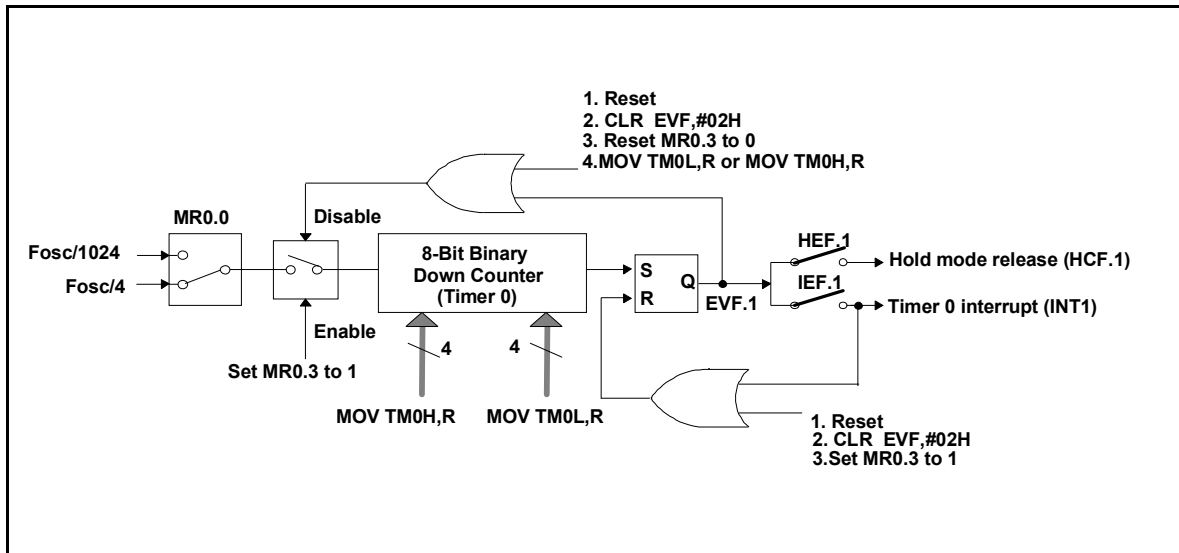 1. Reset
2. CLR EVF,#02H
3. Reset MR0.3 to 0
4.MOV TM0L,R or MOV TM0H,R
MR0.0
Disable
Fosc/1024
Fosc/4
8-Bit Binary
Down Counter
(Timer 0)
S
Q
R
EVF.1
HEF.1
Hold mode release (HCF.1)
IEF.1
Timer 0 interrupt (INT1)
Enable
Set MR0.3 to 1
4
4
MOV TM0H,R
MOV TM0L,R
1. Reset
2. CLR EVF,#02H
3.Set MR0.3 to 1